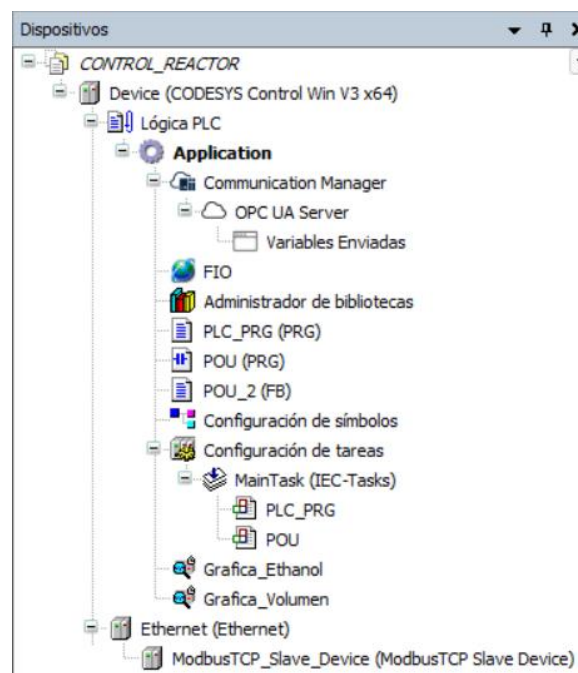 Dispositivos
CONTROL_REACTOR
Device (CODESYS Control Win V3 x64)
Lógica PLC
Application
Communication Manager
OPC UA Server
Variables Enviadas
FIO
Administrador de bibliotecas
PLC_PRG (PRG)
POU (PRG)
POU_2 (FB)
Configuración de símbolos
Configuración de tareas
MainTask (IEC-Tasks)
PLC_PRG
POU
Grafica_Ethanol
Grafica_Volumen
Ethernet (Ethernet)
ModbusTCP_Slave_Device (ModbusTCP Slave Device)